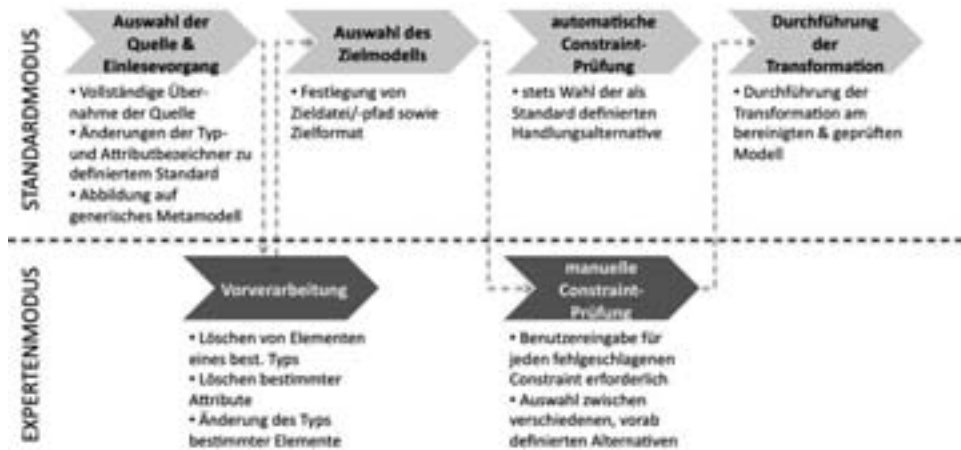 STANDARDMODUS
Auswahl der
Quelle &
Einlesevorgang
• Vollständige Über-
nahme der Quelle
• Änderungen der Typ-
und Attributbezeichner zu
definiertem Standard
• Abbildung auf
generisches Metamodell
Auswahl des
Zielmodells
• Festlegung von
Zieldatei/-pfad sowie
Zielformat
automatische
Constraint-
Prüfung
• stets Wahl der als
Standard definierten
Handlungsalternative
Durchführung
der
Transformation
• Durchführung der
Transformation am
bereinigten & geprüften
Modell
EXPERTENMODUS
Vorverarbeitung
• Löschen von Elementen
eines best. Typs
• Löschen bestimmter
Attribute
• Änderung des Typs
bestimmter Elemente
manuelle
Constraint-
Prüfung
• Benutzereingabe für
jeden fehlgeschlagenen
Constraint erforderlich
• Auswahl zwischen
verschiedenen, vorab
definierten Alternativen